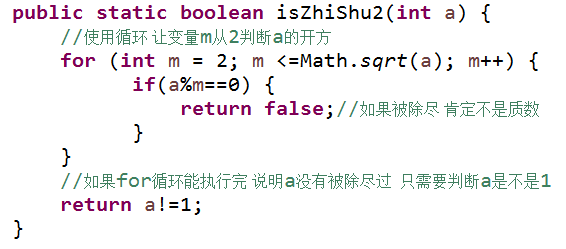 public static boolean isZhiShu2(int a) {
//使用循环 让变量m从2判断a的开方
for (int m = 2; m <=Math.sqrt(a); m++) {
if(a%m==0) {
return false;//如果被除尽 肯定不是质数
}
}
//如果for循环能执行完 说明a没有被除尽过 只需要判断a是不是1
return a!=1;
}